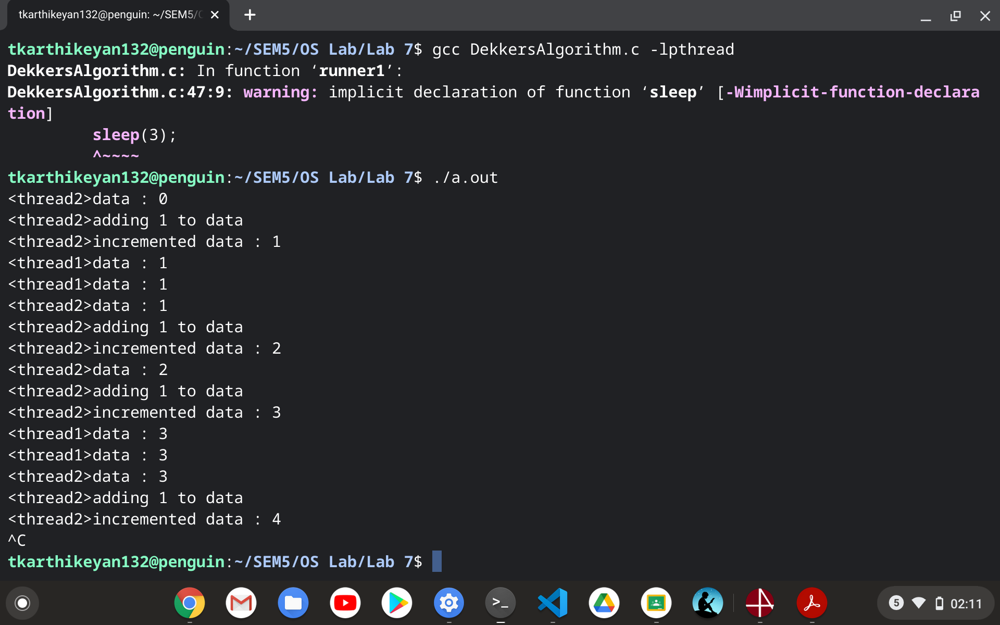 tkarthikeyan132@penguin: ~/SEM5/
tkarthikeyan132@penguin:~/SEM5/OS Lab/Lab 7$ gcc DekkersAlgorithm.c -lpthread
DekkersAlgorithm.c: In function ‘runner1’:
DekkersAlgorithm.c:47:9: warning: implicit declaration of function ‘sleep’ [-Wimplicit-function-declara
tion]
sleep(3);
^~~~~
tkarthikeyan132@penguin:~/SEM5/OS Lab/Lab 7$ ./a.out
<thread2>data : 0
<thread2>adding 1 to data
<thread2>incremented data : 1
<thread1>data : 1
<thread1>data : 1
<thread2>data : 1
<thread2>adding 1 to data
<thread2>incremented data : 2
<thread2>data : 2
<thread2>adding 1 to data
<thread2>incremented data : 3
<thread1>data : 3
<thread1>data : 3
<thread2>data : 3
<thread2>adding 1 to data
<thread2>incremented data : 4
^C
tkarthikeyan132@penguin:~/SEM5/OS Lab/Lab 7$
>_
5 02:11